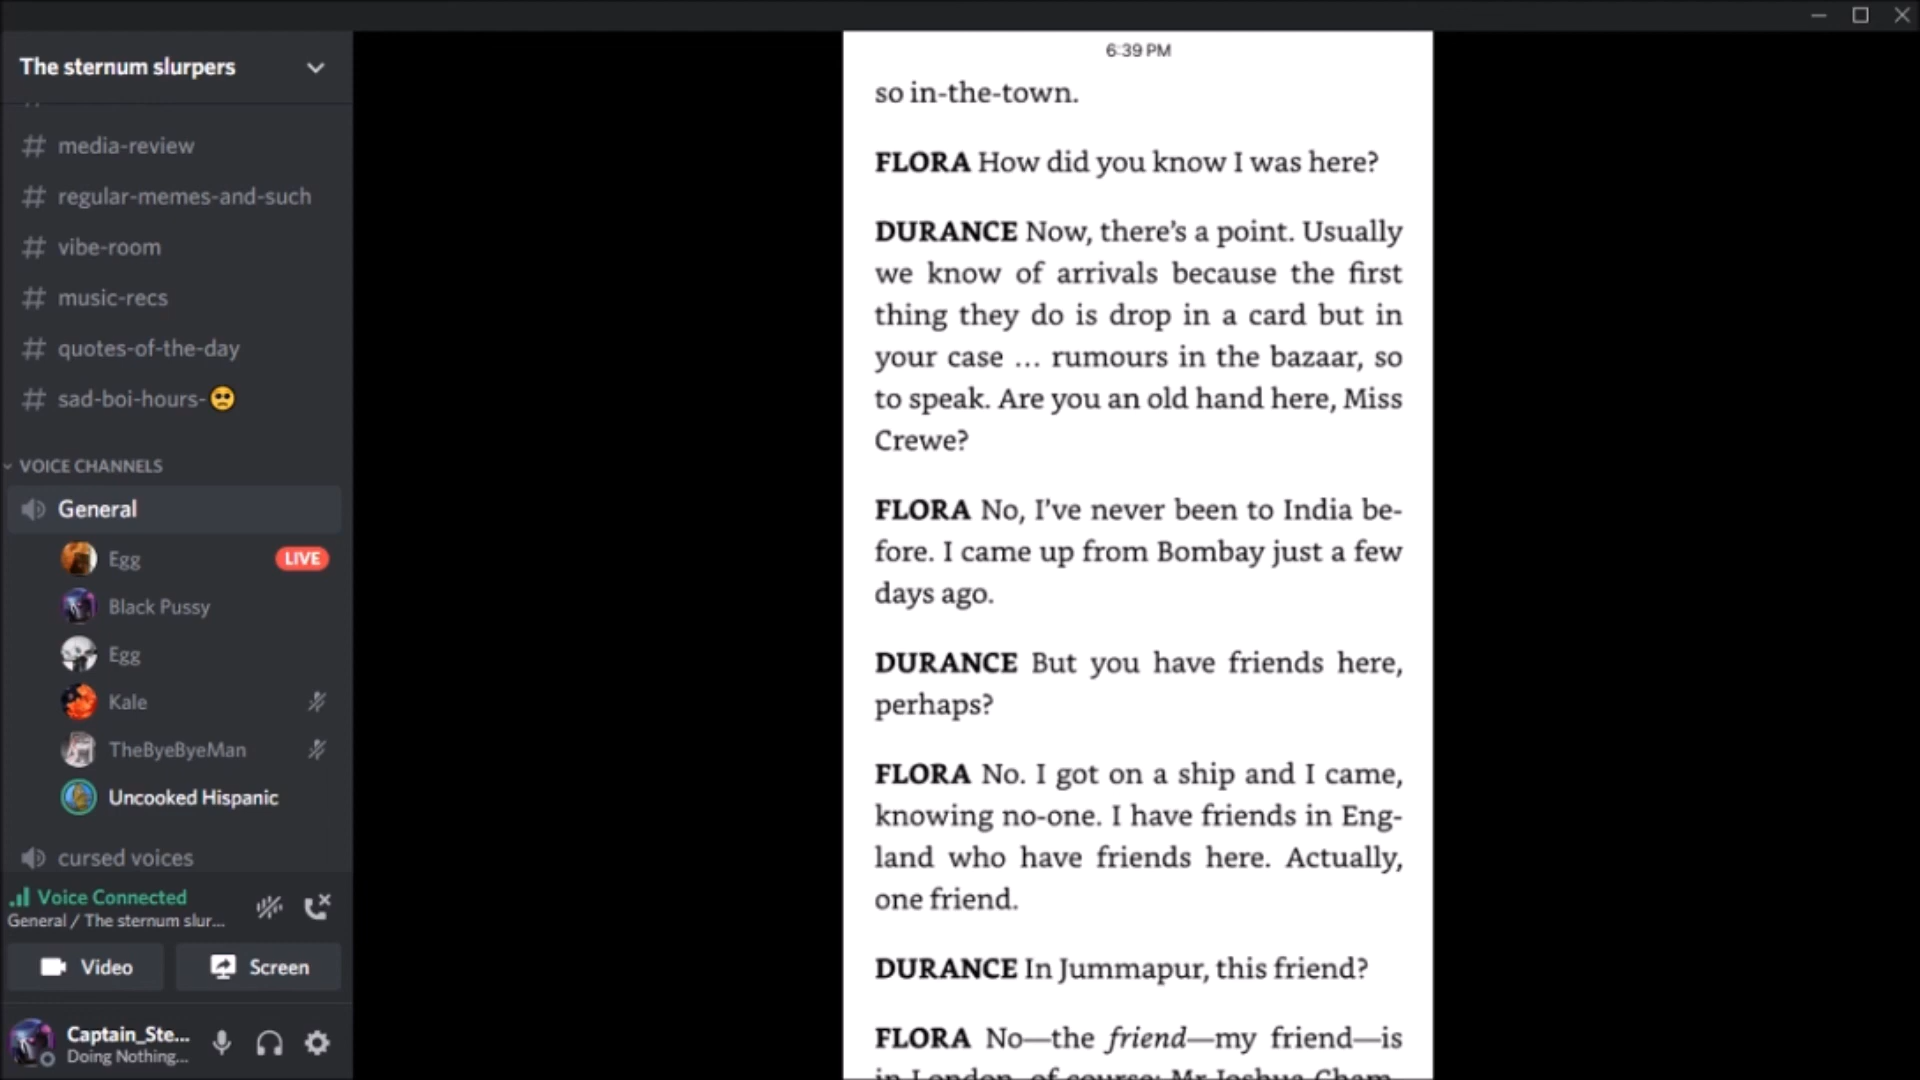 The sternum slurpers
# media-review
# regular-memes-and-such
# vibe-room
# music-recs
# quotes-of-the-day
# sad-boi-hours-🥺
VOICE CHANNELS
General
Egg LIVE
Black Pussy
Egg
Kale
TheByeByeMan
Uncooked Hispanic
cursed voices
Voice Connected
General / The sternum slur...
Video Screen
Captain_Ste...
Doing Nothing...
6:39 PM
so in-the-town.
FLORA How did you know I was here?
DURANCE Now, there's a point. Usually
we know of arrivals because the first
thing they do is drop in a card but in
your case ... rumours in the bazaar, so
to speak. Are you an old hand here, Miss
Crewe?
FLORA No, I've never been to India be-
fore. I came up from Bombay just a few
days ago.
DURANCE But you have friends here,
perhaps?
FLORA No. I got on a ship and I came,
knowing no-one. I have friends in Eng-
land who have friends here. Actually,
one friend.
DURANCE In Jummapur, this friend?
FLORA No—the friend—my friend—is
in London, of course; Mr Joshua Cham-